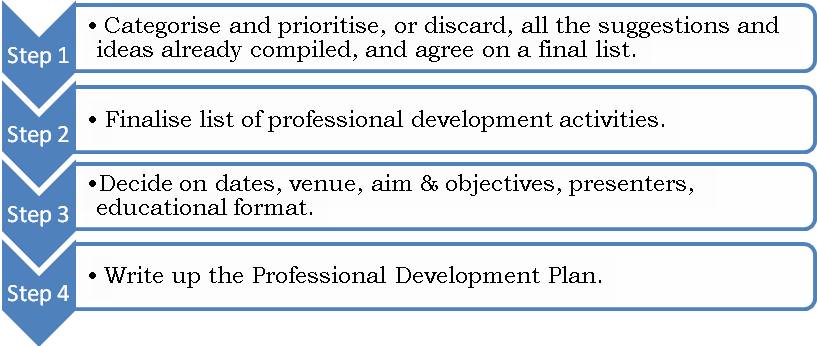 Step 1
• Categorise and prioritise, or discard, all the suggestions and
ideas already compiled, and agree on a final list.
Step 2
• Finalise list of professional development activities.
Step 3
•Decide on dates, venue, aim & objectives, presenters,
educational format.
Step 4
• Write up the Professional Development Plan.